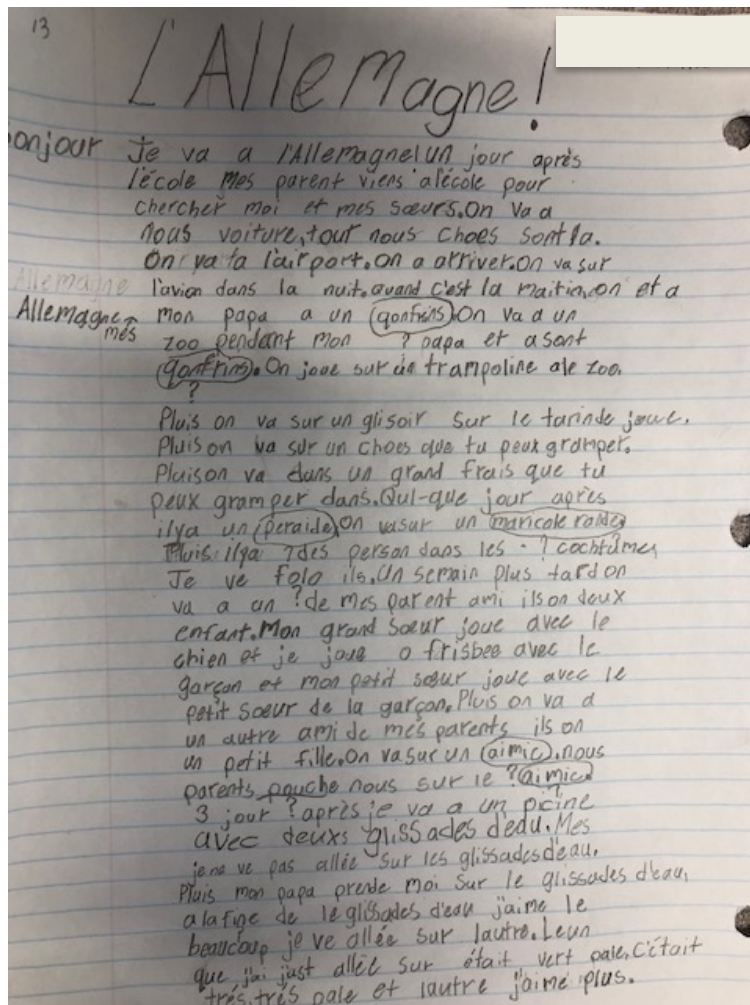 13
L'Allemagne!
Bonjour Je va a l'Allemagne!Un jour après
l'école mes parent viens a l'école pour
chercher moi et mes sœurs.On va a
nous voiture,tout nous choes sont la.
On va a l'airport.On a arriver.On va sur
Allemagne l'avion dans la nuit.quand c'est la maitin,on et a
Allemagne mes mon papa a un qonfrins.On va a un
zoo pendant mon ? papa et a sont
qonfrins.On joue sur un trampoline a le zoo.
?
Pluis on va sur un glisoir sur le tarinde joue.
Pluis on va sur un choes que tu peux gramper.
Pluis on va dans un grand frais que tu
peux gramper dans.Qul-que jour après
il ya un peraide.On va sur un maricole ralde
Pluis il ya ? des person dans les ? cochtumes
Je ve folo ils.Un semain plus tard on
va a un ? de mes parent ami ils on deux
enfant.Mon grand sœur joue avec le
chien et je joue o frisbee avec le
garçon et mon petit sœur joue avec le
petit soeur de la garçon.Pluis on va a
un autre ami de mes parents ils on
un petit fille.On va sur un aimic.nous
parents pouche nous sur le ? aimic.
3 jour ? après je va a un picine
avec deuxs glissades d'eau.Mes
je ne ve pas allée sur les glissades d'eau.
Pluis mon papa prende moi sur le glissades d'eau,
a la fine de le glissades d'eau j'aime le
beaucoup je ve allée sur lautre.Leun
que j'ai just allée sur était vert pale.C'était
trés,trés pale et lautre j'aime plus.